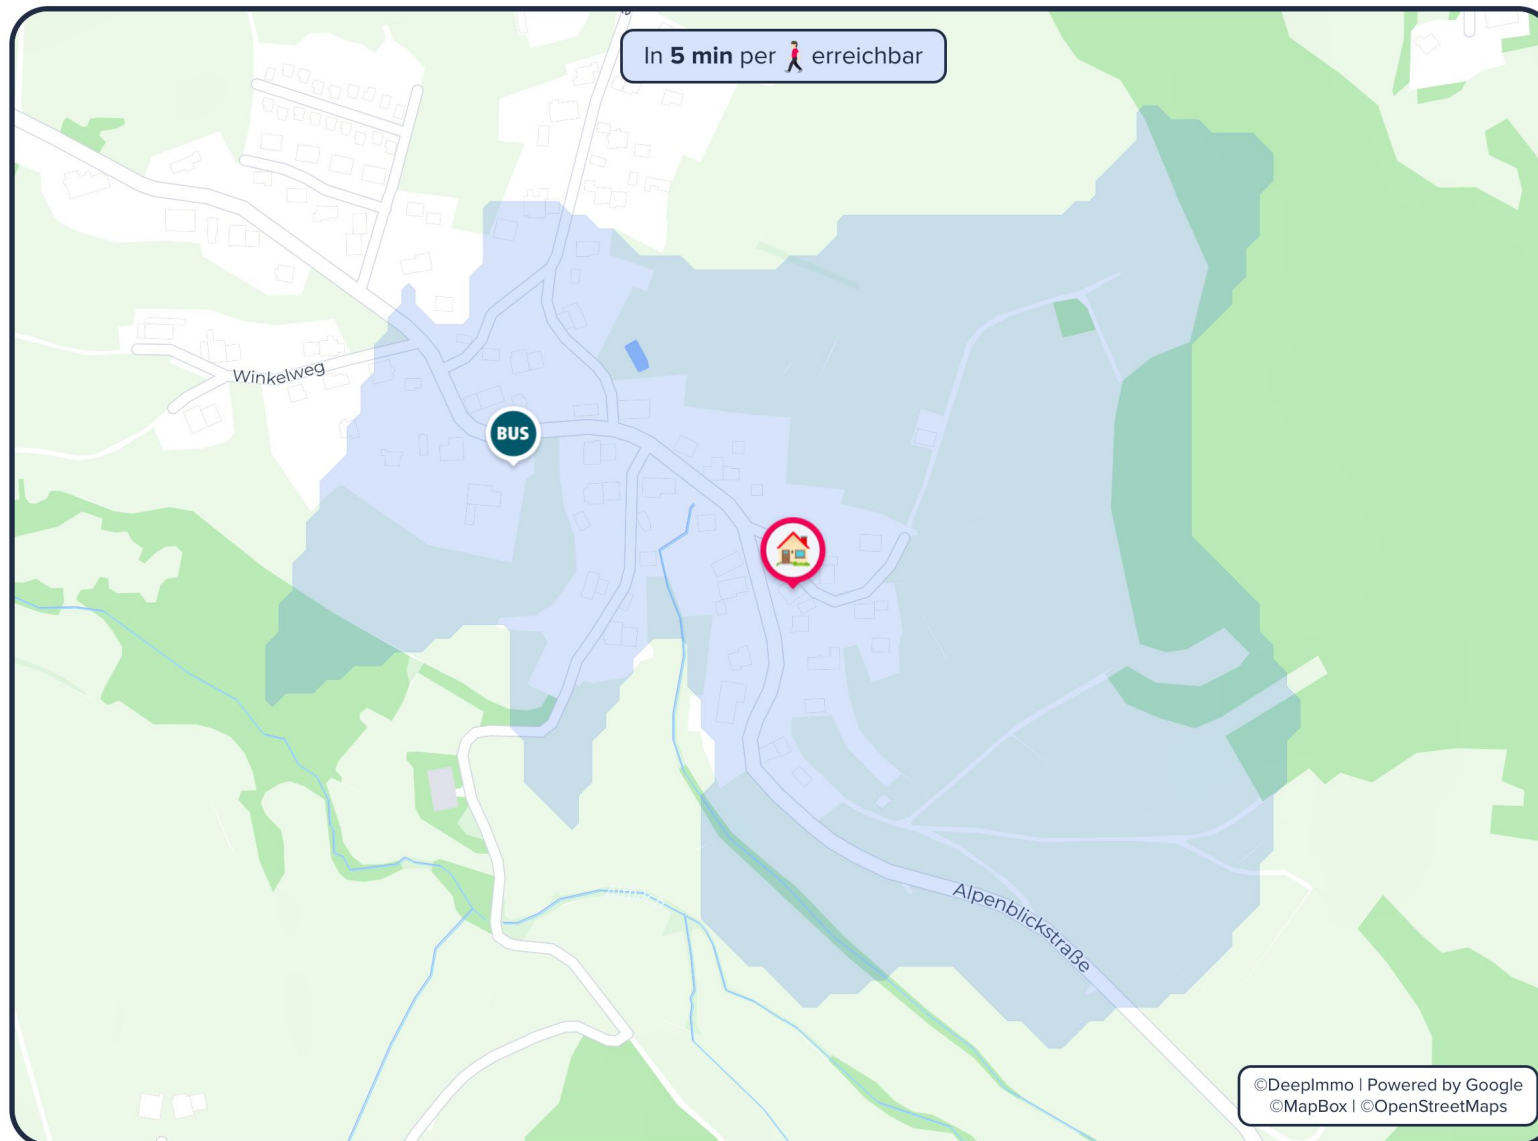 In 5 min per erreichbar
Winkelweg
BUS
Alpenblickstraße
©DeepImmo | Powered by Google
©MapBox | ©OpenStreetMaps